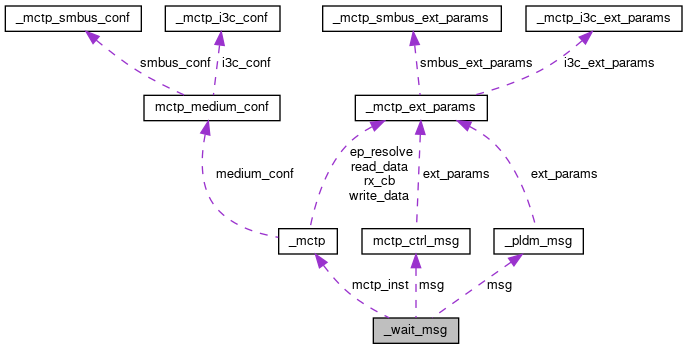 _mctp_smbus_conf
_mctp_i3c_conf
_mctp_smbus_ext_params
_mctp_i3c_ext_params
smbus_conf
i3c_conf
smbus_ext_params
i3c_ext_params
mctp_medium_conf
_mctp_ext_params
medium_conf
ep_resolve
read_data
rx_cb
write_data
ext_params
ext_params
_mctp
mctp_ctrl_msg
_pldm_msg
mctp_inst
msg
msg
_wait_msg